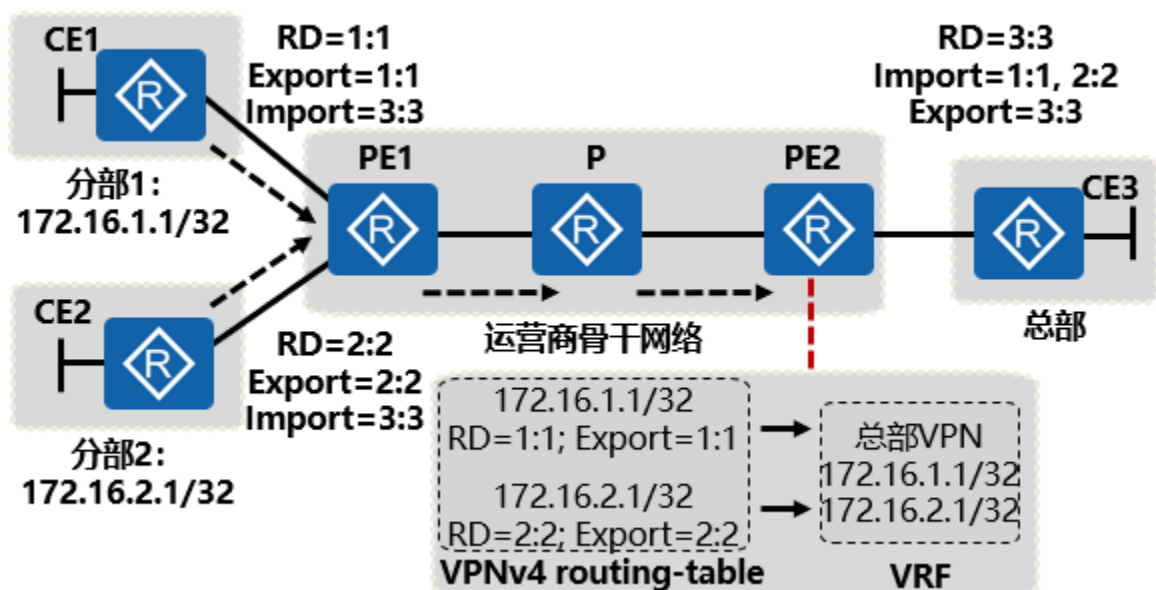 CE1
RD=1:1
Export=1:1
Import=3:3
RD=3:3
Import=1:1, 2:2
Export=3:3
R
分部1：
172.16.1.1/32
PE1
P
PE2
CE3
R
R
R
R
CE2
R
分部2：
172.16.2.1/32
RD=2:2
Export=2:2
Import=3:3
运营商骨干网络
总部
172.16.1.1/32
RD=1:1; Export=1:1
172.16.2.1/32
RD=2:2; Export=2:2
VPNv4 routing-table
总部VPN
172.16.1.1/32
172.16.2.1/32
VRF